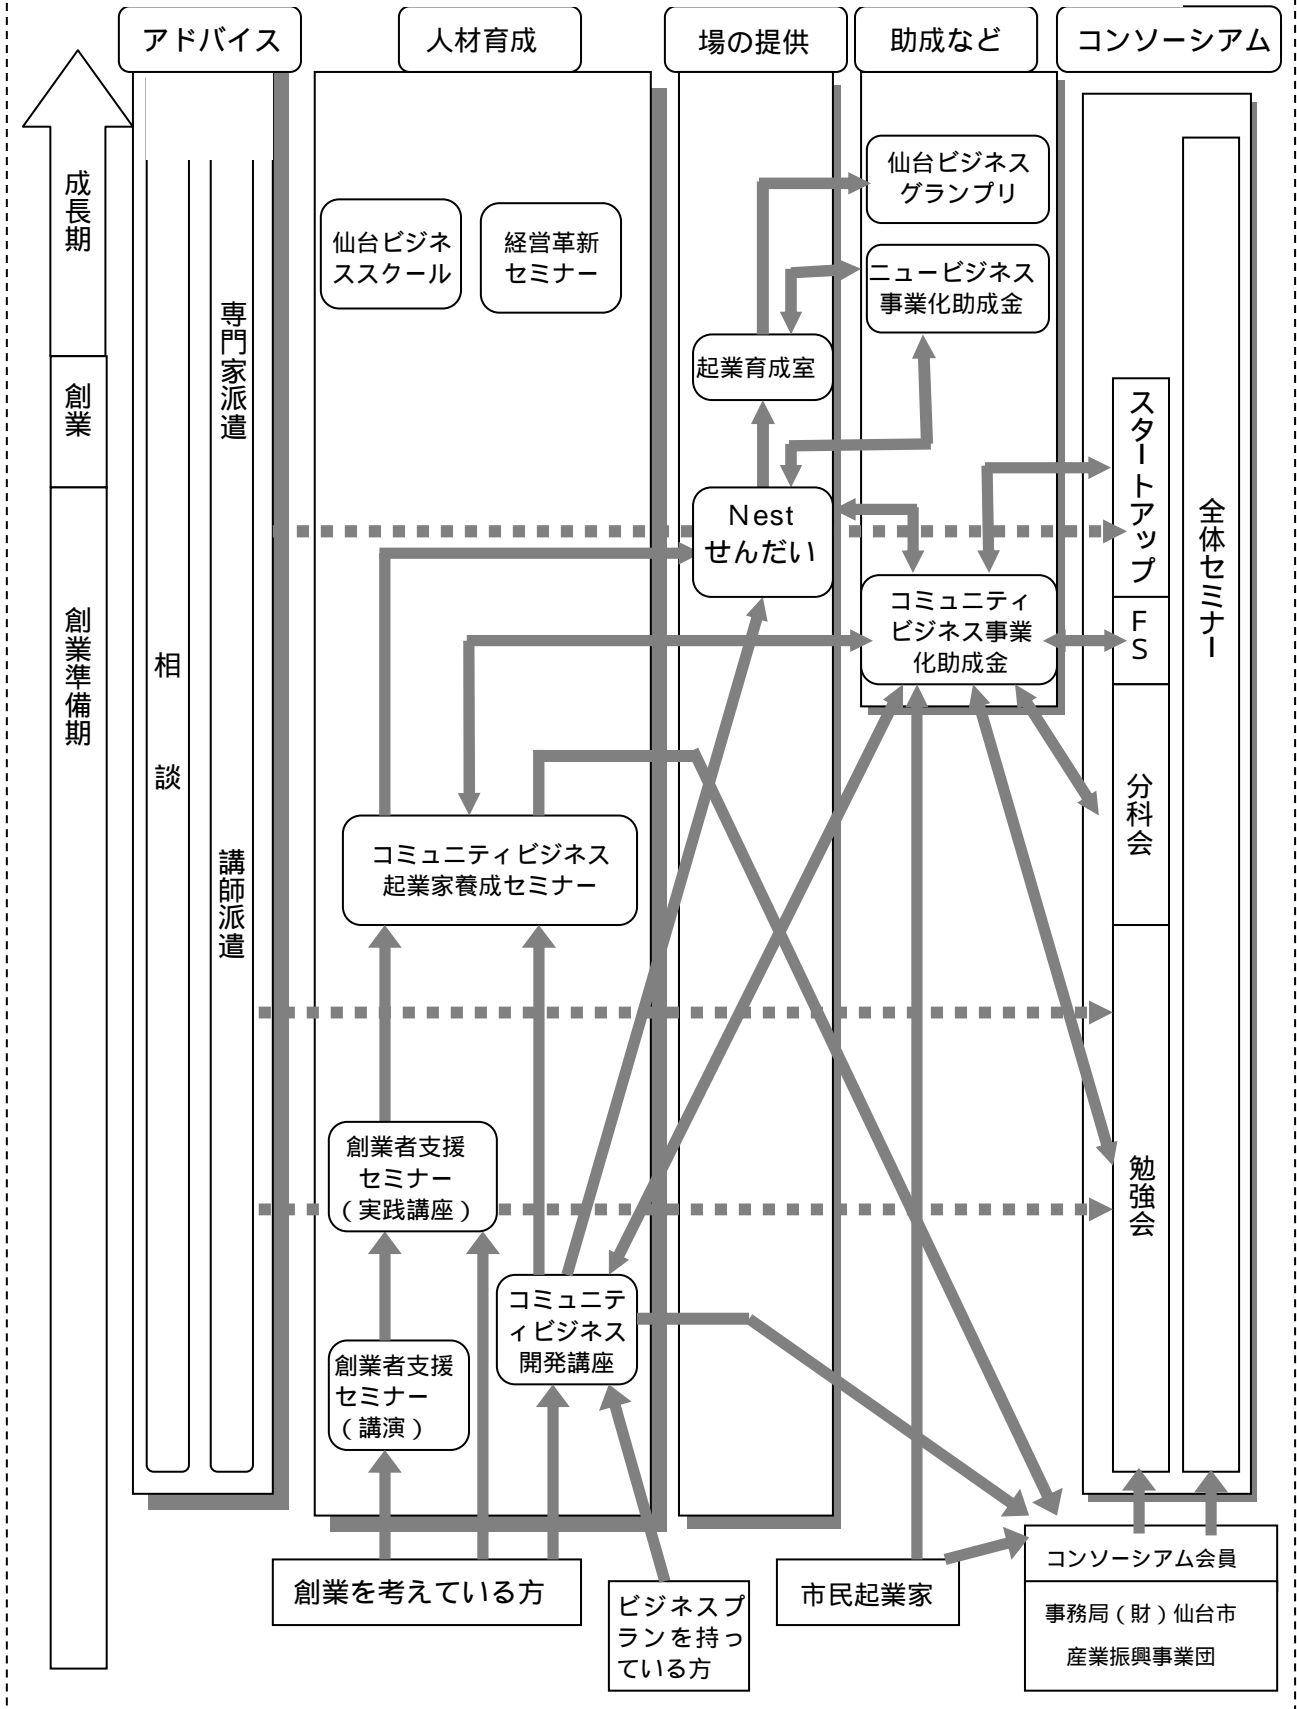 アドバイス
人材育成
場の提供
助成など
コンソーシアム
成長期
創業
創業準備期
相談
専門家派遣
講師派遣
仙台ビジネ
ススクール
経営革新
セミナー
仙台ビジネス
グランプリ
ニュービジネス
事業化助成金
起業育成室
Nest
せんだい
コミュニティ
ビジネス事業
化助成金
スタートアップ
FS
分科会
勉強会
全体セミナー
コミュニティビジネス
起業家養成セミナー
創業者支援
セミナー
(実践講座)
コミュニテ
ィビジネス
開発講座
創業者支援
セミナー
(講演)
創業を考えている方
ビジネスプ
ランを持っ
ている方
市民起業家
コンソーシアム会員
事務局(財)仙台市
産業振興事業団